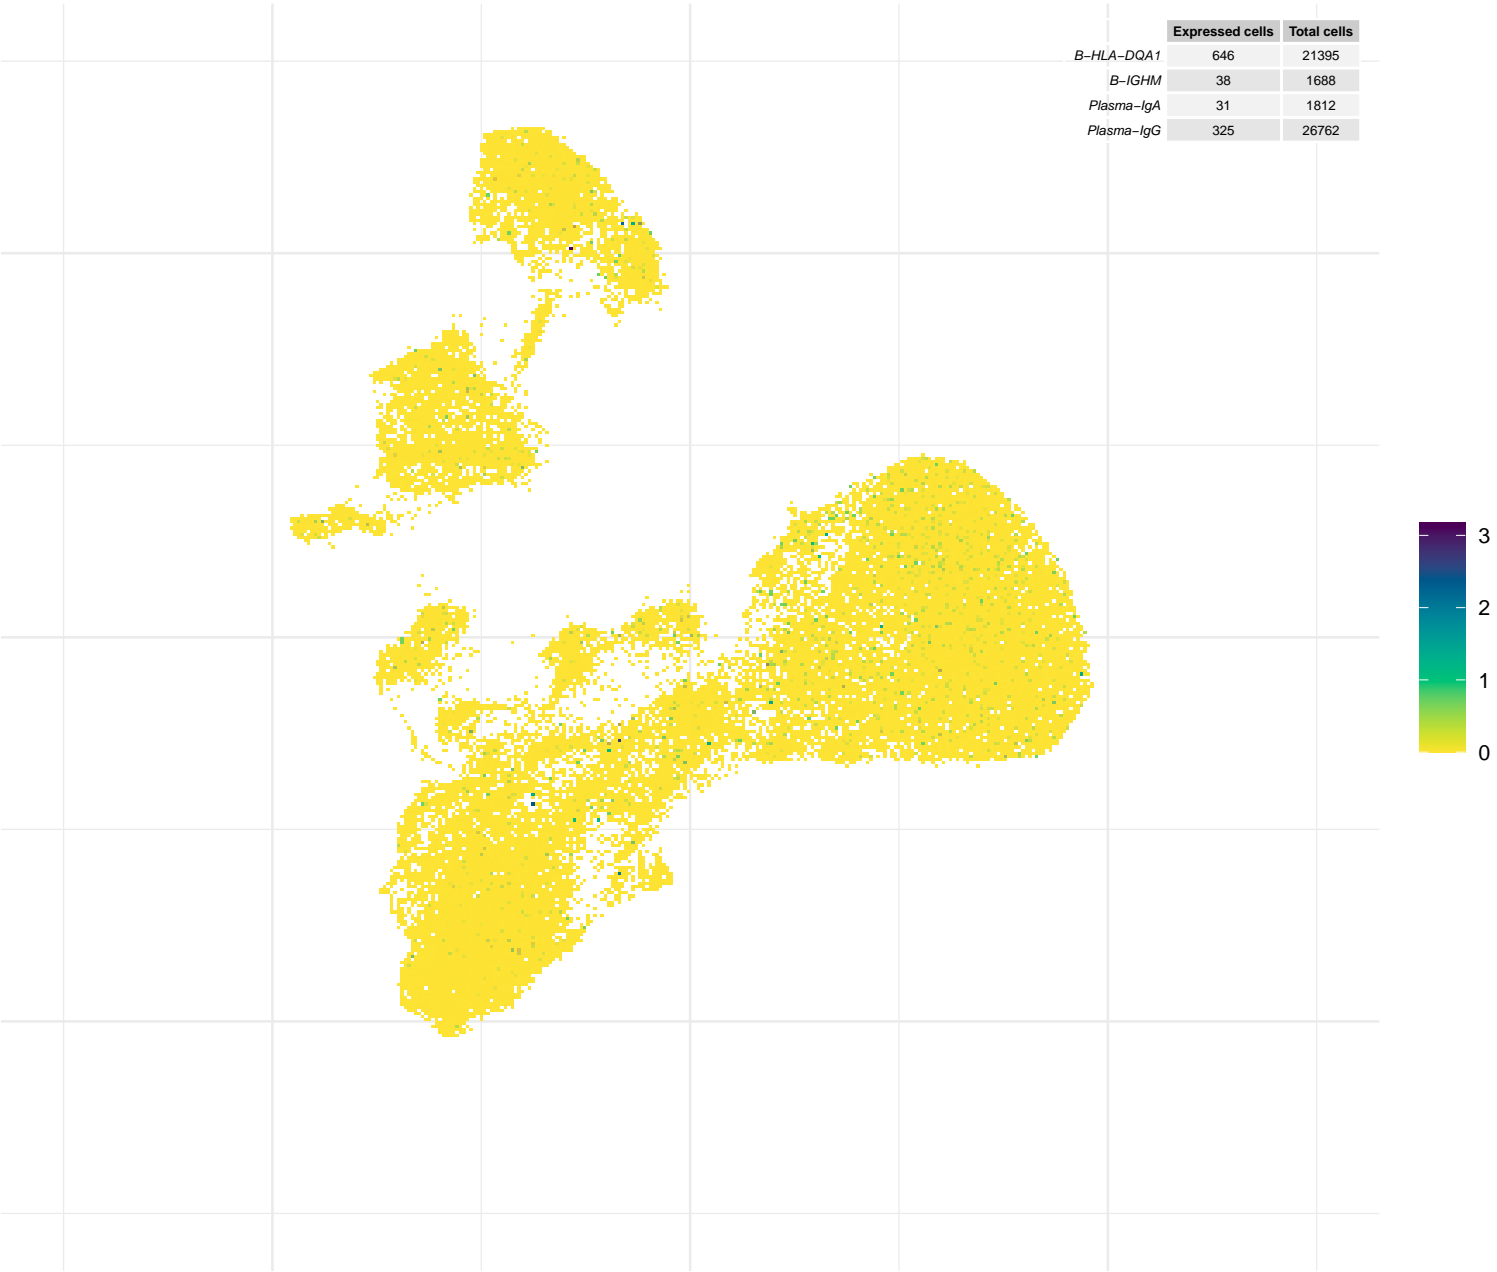 Expressed cells Total cells
B−HLA−DQA1 646 21395
B−IGHM 38 1688
Plasma−IgA 31 1812
Plasma−IgG 325 26762
3
2
1
0